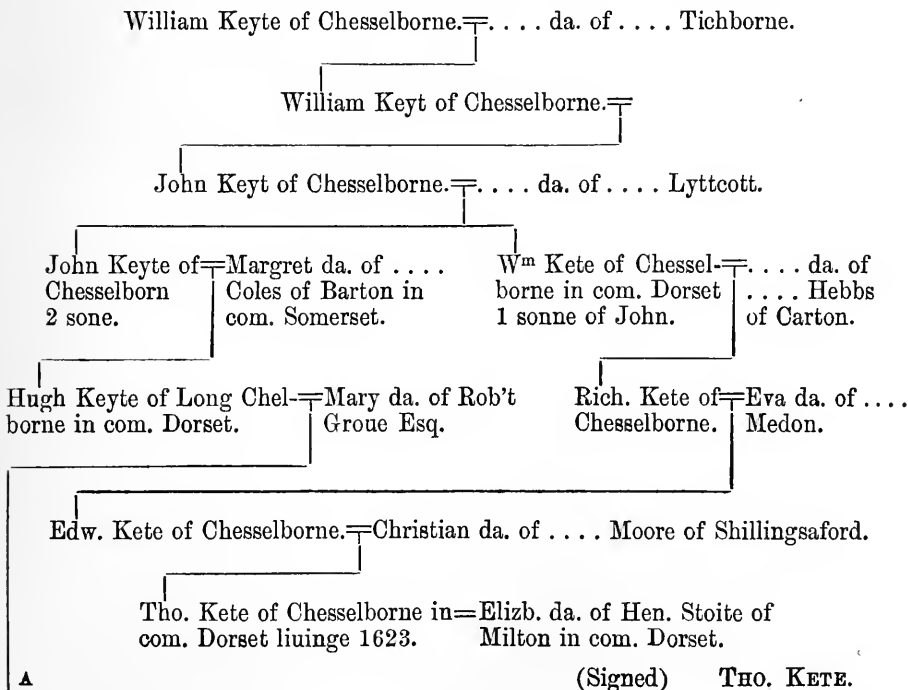 William Keyte of Chesselborne.=. . . . da. of . . . . Tichborne.
William Keyt of Chesselborne.=
John Keyt of Chesselborne.=. . . . da. of . . . . Lyttcott.
John Keyte of=Margret da. of . . . .
Chesselborn Coles of Barton in
2 sone. com. Somerset.
Wm Kete of Chessel-=. . . . da. of
borne in com. Dorset . . . . Hebbs
1 sonne of John. of Carton.
Hugh Keyte of Long Chel-=Mary da. of Rob't
borne in com. Dorset. Groue Esq.
Rich. Kete of=Eva da. of . . . .
Chesselborne. Medon.
Edw. Kete of Chesselborne.=Christian da. of . . . . Moore of Shillingsaford.
Tho. Kete of Chesselborne in=Elizb. da. of Hen. Stoite of
com. Dorset liuinge 1623. Milton in com. Dorset.
A (Signed) THO. KETE.